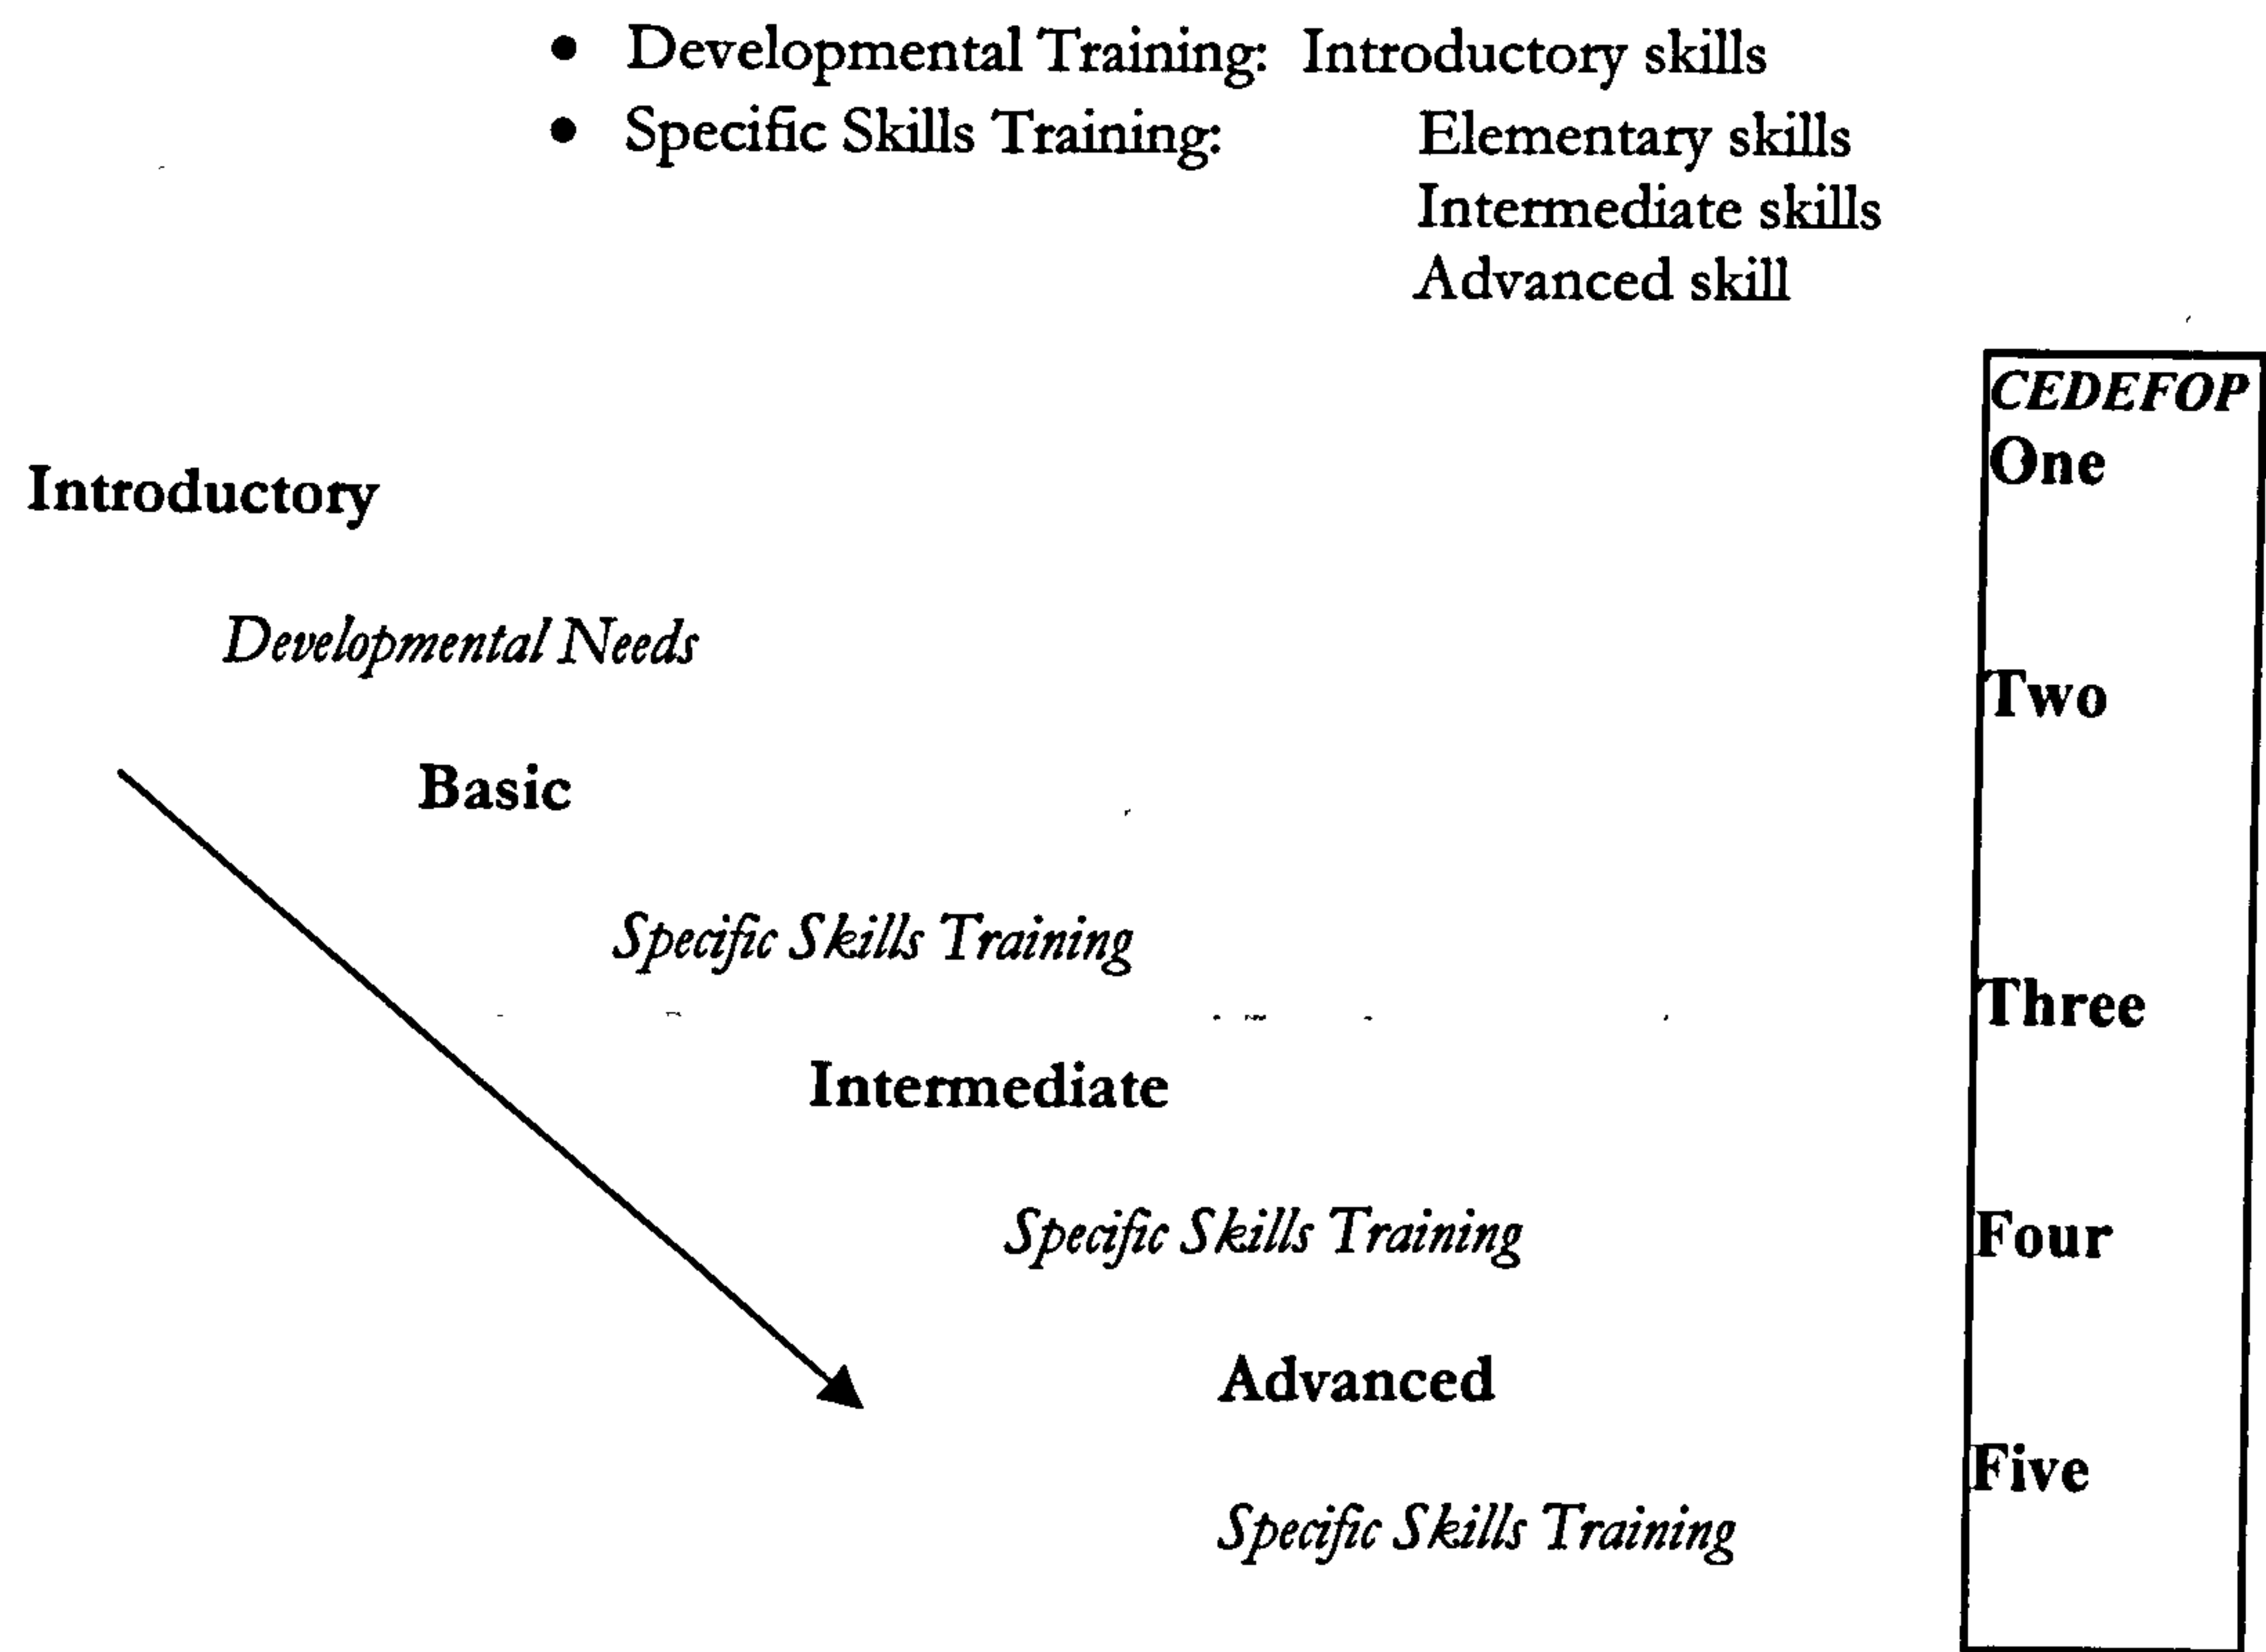 • Developmental Training: Introductory skills
• Specific Skills Training: Elementary skills
Intermediate skills
Advanced skill
CEDEFOP
One
Introductory
Developmental Needs
Two
Basic
Specific Skills Training
Three
Intermediate
Specific Skills Training
Four
Advanced
Five
Specific Skills Training